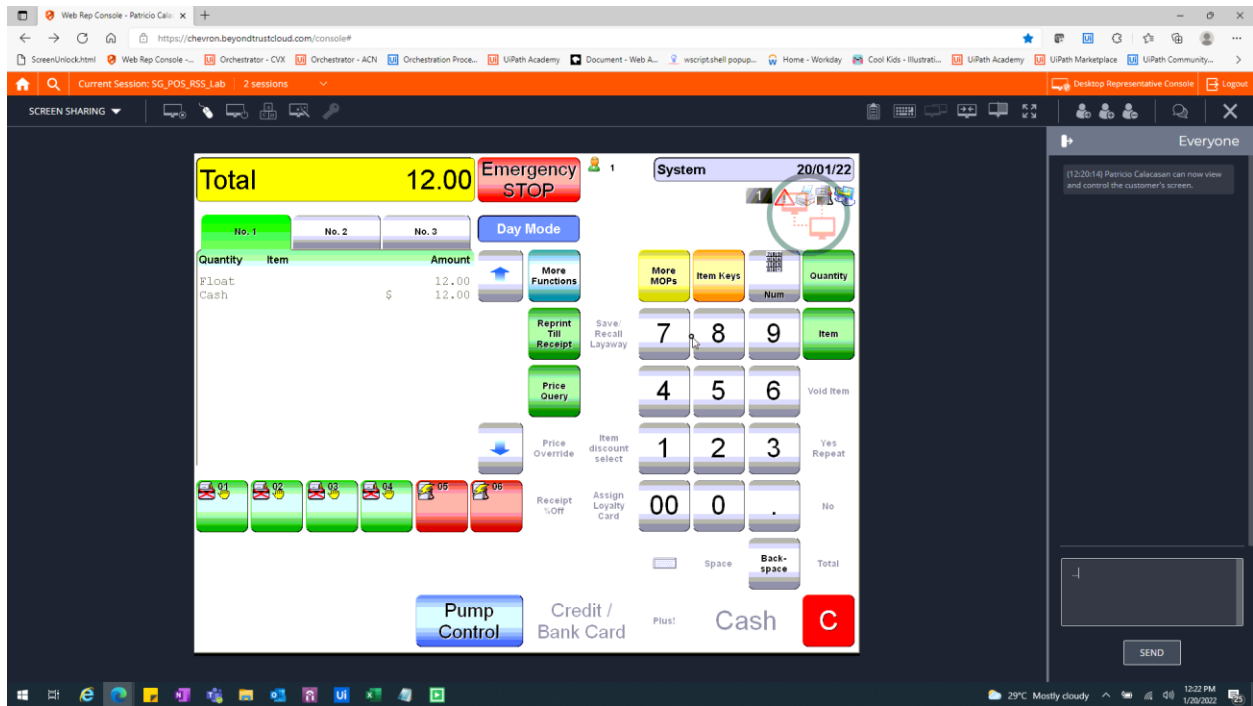 Web Rep Console - Patricio Cala
https://chevron.beyondtrustcloud.com/console#
ScreenUnlock.html Web Rep Console -... Orchestrator - CVX Orchestrator - ACN Orchestration Proce... UiPath Academy Document - Web A... wscript.shell popup... Home - Workday Cool Kids - Illustrati... UiPath Academy UiPath Marketplace UiPath Community...
Current Session: SG_POS_RSS_Lab 2 sessions Desktop Representative Console Logout
SCREEN SHARING
Everyone
(12:20:14) Patricio Calacasan can now view
and control the customer's screen.
Total 12.00
Emergency
STOP
1
System 20/01/22
1
No. 1 No. 2 No. 3 Day Mode
Quantity Item Amount
Float 12.00
Cash $ 12.00
More
Functions
More
MOPs
Item Keys
Num
Quantity
Reprint
Till
Receipt
Save/
Recall
Layaway
7 8 9
Item
Price
Query
4 5 6
Void Item
Price
Override
Item
discount
select
1 2 3
Yes
Repeat
01 02 03 04 05 06
Receipt
%Off
Assign
Loyalty
Card
00 0 .
No
Space
Back-
space
Total
Pump
Control
Credit /
Bank Card
Plus!
Cash
C
SEND
UI
29°C Mostly cloudy
12:22 PM
1/20/2022
25